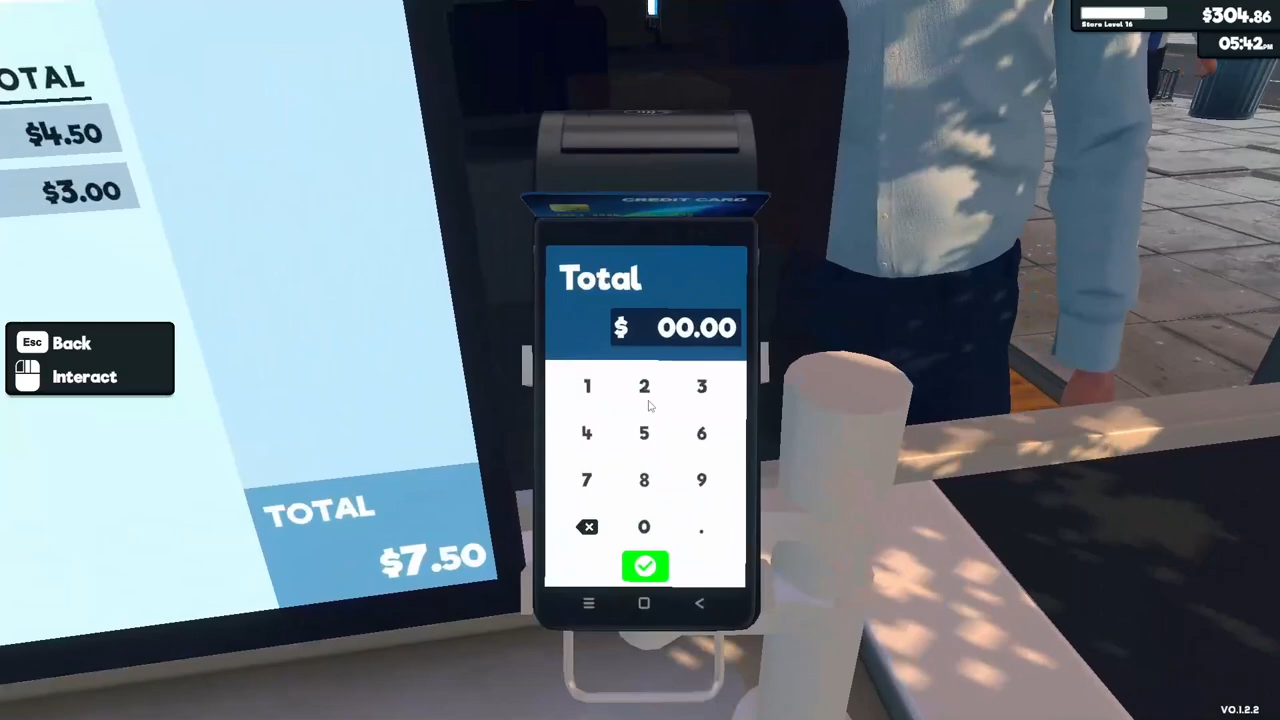 OTAL
$4.50
$3.00
TOTAL
$7.50
Esc Back
Interact
CREDIT CARD
Total
$ 00.00
1 2 3
4 5 6
7 8 9
0 .
Store Level 16
$304.86
05:42PM
V0.1.2.2